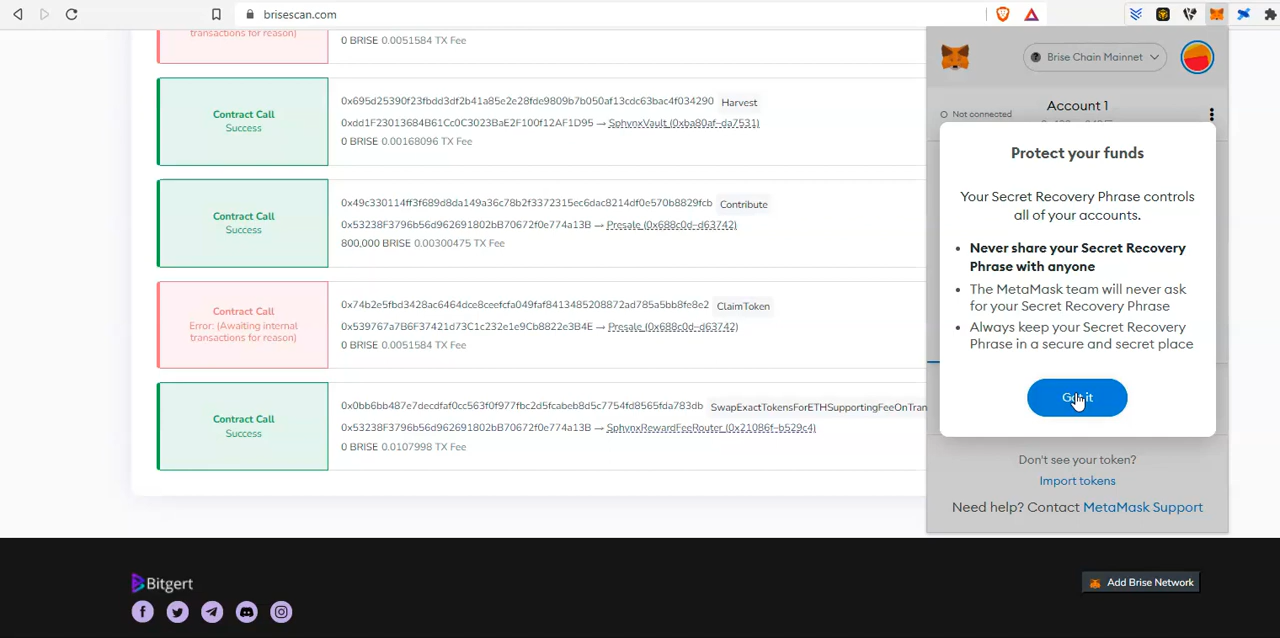 brisescan.com
transactions for reason)
0 BRISE 0.0051584 TX Fee
Contract Call
Success
0x695d25390f23fbdd3df2b41a85e2e28fde9809b7b050af13cdc63bac4f034290 Harvest
0xdd1F23013684B61Cc0C3023BaE2F100f12AF1D95 → SphynxVault (0xba80af–da7531)
0 BRISE 0.00168096 TX Fee
Contract Call
Success
0x49c330114ff3f689d8da149a36c78b2f3372315ec6dac8214df0e570b8829fcb Contribute
0x53238F3796b56d962691802bB70672f0e774a13B → Presale (0x688c0d–d63742)
800,000 BRISE 0.00300475 TX Fee
Contract Call
Error: (Awaiting internal
transactions for reason)
0x74b2e5fbd3428ac6464dce8ceefcfa049faf8413485208872ad785a5bb8fe8e2 ClaimToken
0x539767a7B6F37421d73C1c232e1e9Cb8822e3B4E → Presale (0x688c0d–d63742)
0 BRISE 0.0051584 TX Fee
Contract Call
Success
SwapExactTokensForETHSupportingFeeOnTran
0x53238F3796b56d962691802bB70672f0e774a13B → SphynxRewardFeeRouter (0x21086f–b529c4)
0 BRISE 0.0107998 TX Fee
Brise Chain Mainnet
Account 1
Not connected
Protect your funds
Your Secret Recovery Phrase controls
all of your accounts.
• Never share your Secret Recovery
Phrase with anyone
• The MetaMask team will never ask
for your Secret Recovery Phrase
• Always keep your Secret Recovery
Phrase in a secure and secret place
Got it
Don't see your token?
Import tokens
Need help? Contact MetaMask Support
Bitgert
Add Brise Network